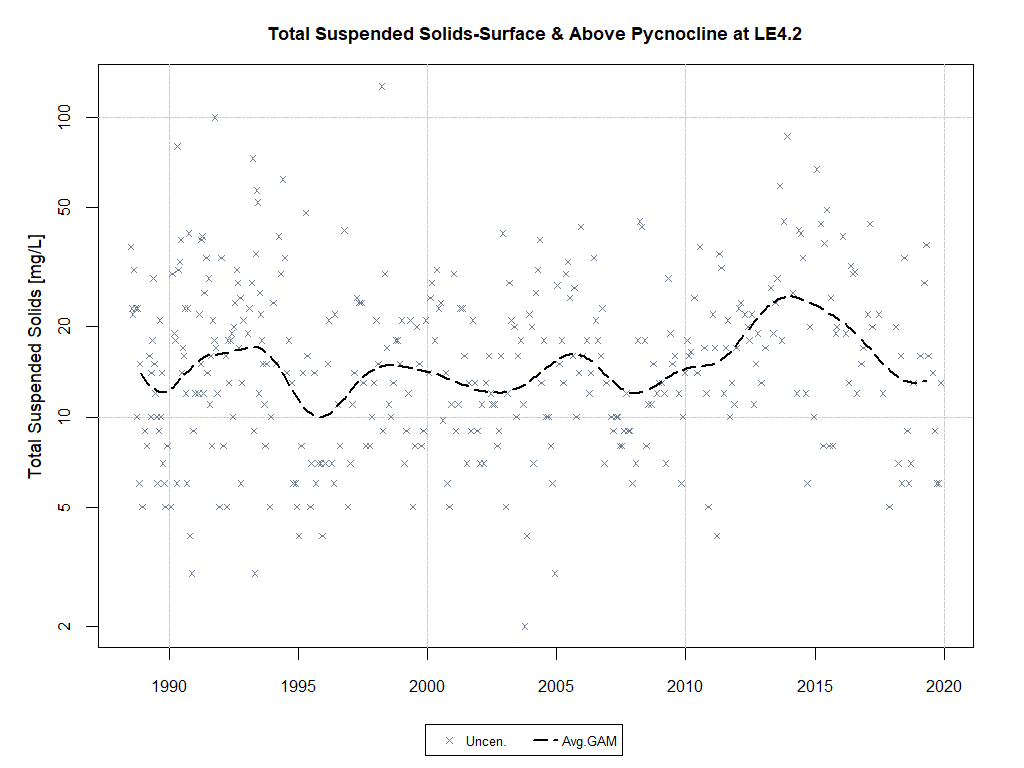 Total Suspended Solids-Surface & Above Pycnocline at LE4.2
Total Suspended Solids [mg/L]
100
50
20
10
5
2
1990 1995 2000 2005 2010 2015 2020
Uncen. Avg.GAM